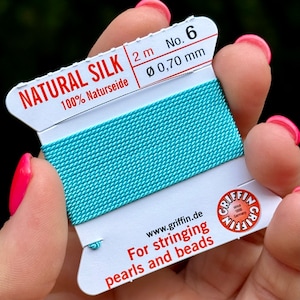 NATURAL SILK
100% Naturseide
2 m No. 6
Ø 0,70 mm
www.griffin.de
For stringing
pearls and beads
GRIFFIN
GRIFFIN